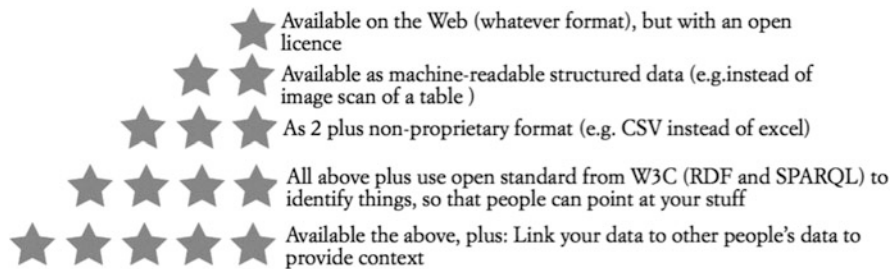 Available on the Web (whatever format), but with an open
licence
Available as machine-readable structured data (e.g.instead of
image scan of a table )
As 2 plus non-proprietary format (e.g. CSV instead of excel)
All above plus use open standard from W3C (RDF and SPARQL) to
identify things, so that people can point at your stuff
Available the above, plus: Link your data to other people's data to
provide context